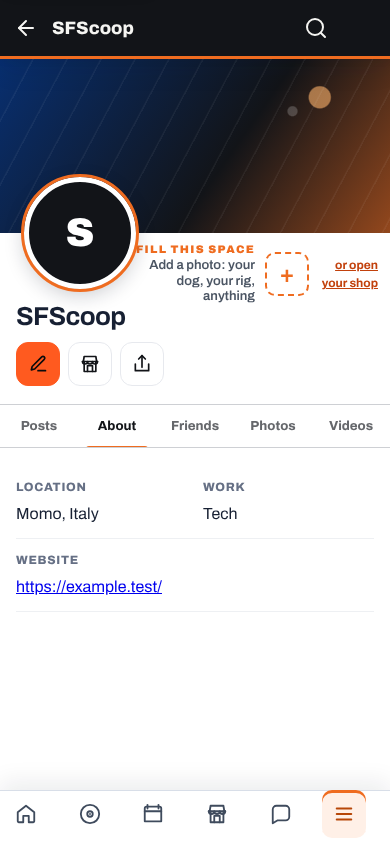 SFScoop
S
FILL THIS SPACE
Add a photo: your
dog, your rig,
anything
+
or open
your shop
SFScoop
Posts About Friends Photos Videos
LOCATION WORK
Momo, Italy Tech
WEBSITE
https://example.test/